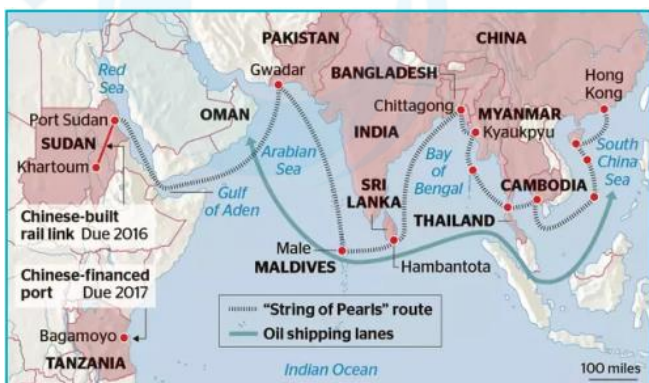 PAKISTAN
CHINA
Red
Sea
Gwadar
BANGLADESH
Hong
Kong
Port Sudan
OMAN
Chittagong
MYANMAR
Kyaukpyu
SUDAN
INDIA
Khartoum
Arabian
Sea
Bay of
Bengal
South
China
Sea
Gulf
of Aden
SRI
LANKA
CAMBODIA
Chinese-built
rail link Due 2016
THAILAND
Male
MALDIVES
Hambantota
Chinese-financed
port Due 2017
"String of Pearls" route
Oil shipping lanes
Bagamoyo
TANZANIA
Indian Ocean
100 miles